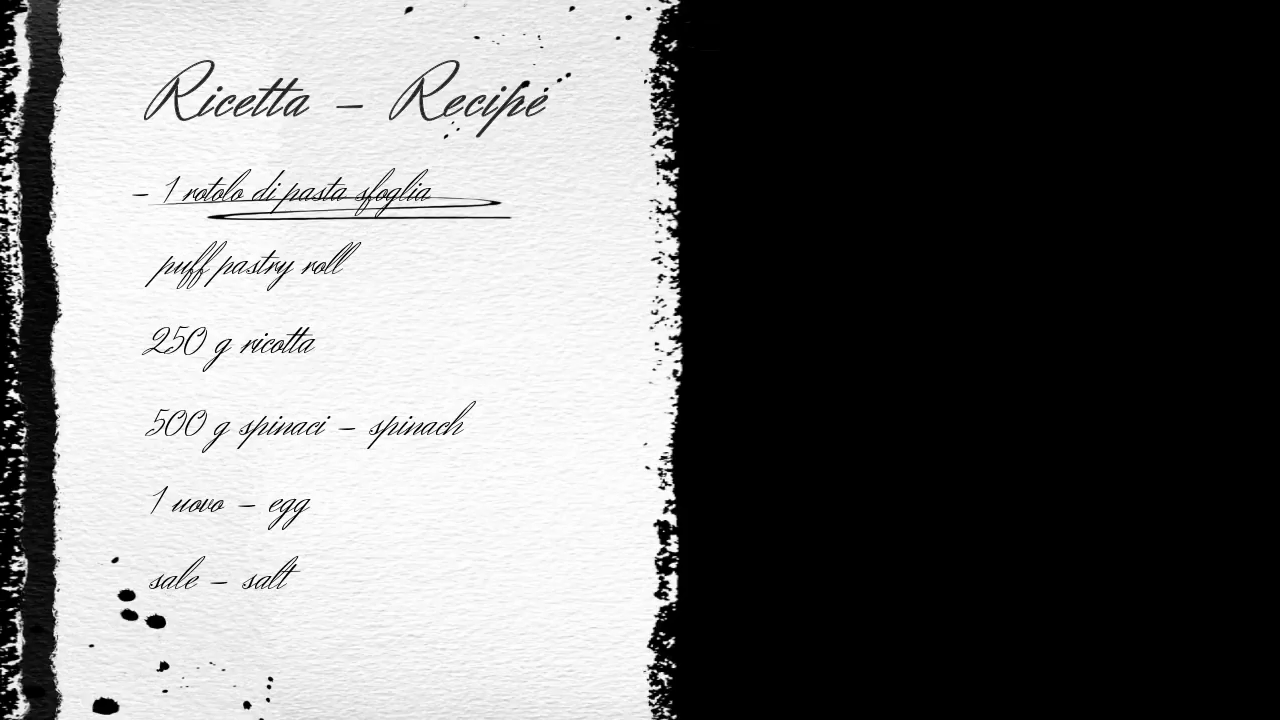 Ricetta - Recipe
- 1 rotolo di pasta sfoglia
puff pastry roll
250 g ricotta
500 g spinaci - spinach
1 uovo - egg
sale - salt